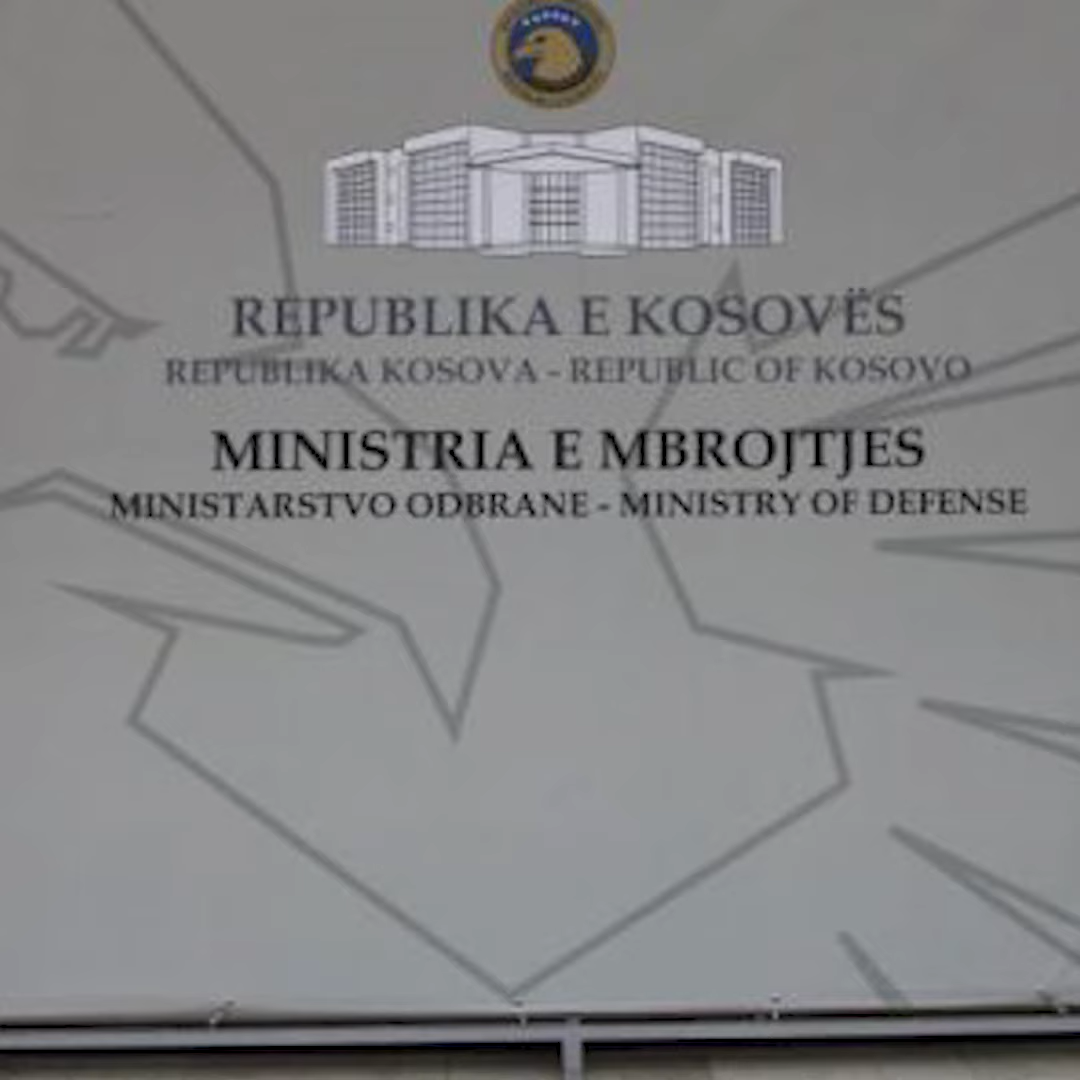 REPUBLIKA E KOSOVËS
REPUBLIKA KOSOVA - REPUBLIC OF KOSOVO
MINISTRIA E MBROJTJES
MINISTARSTVO ODBRANE - MINISTRY OF DEFENSE